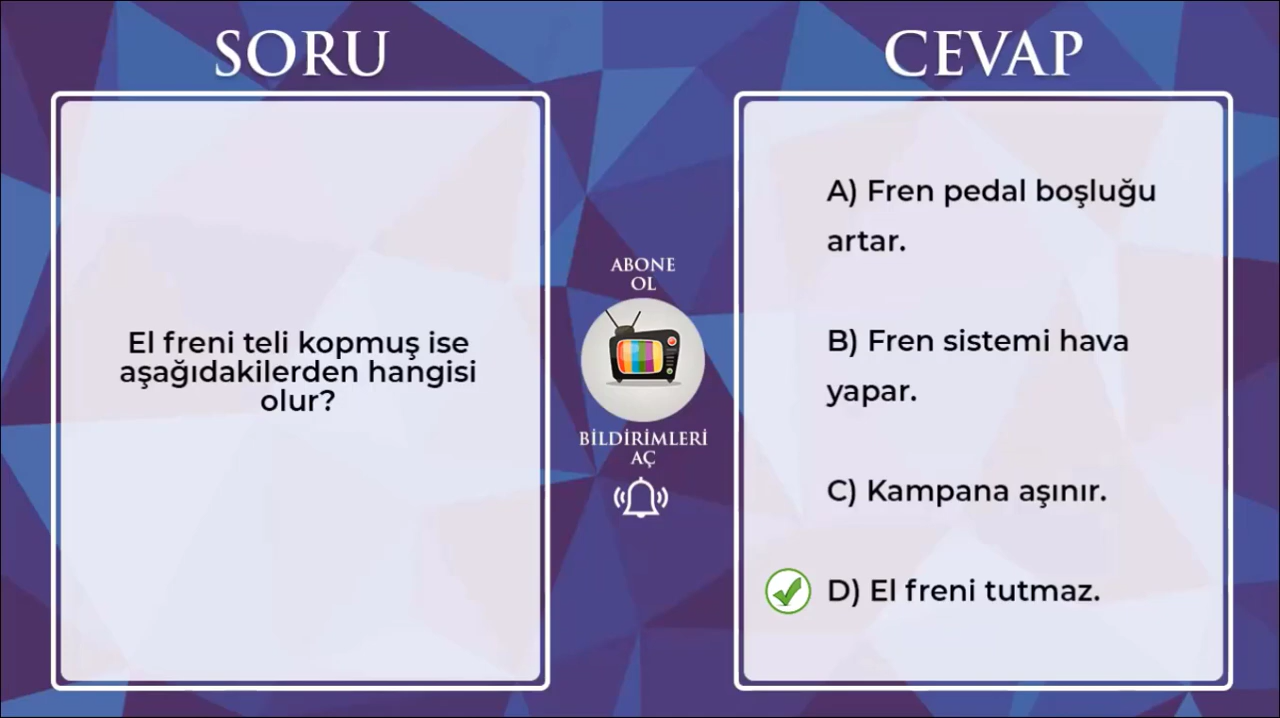 SORU
El freni teli kopmuş ise
aşağıdakilerden hangisi
olur?
ABONE
OL
BİLDİRİMLERİ
AÇ
CEVAP
A) Fren pedal boşluğu
artar.
B) Fren sistemi hava
yapar.
C) Kampana aşınır.
D) El freni tutmaz.